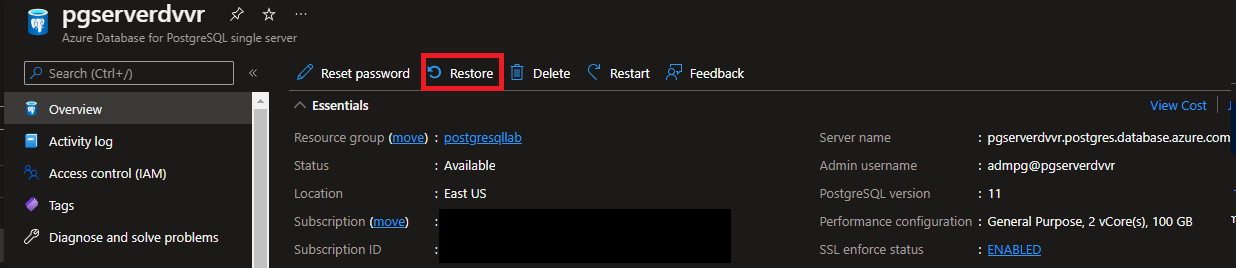 pgserverdvvr ...
Azure Database for PostgreSQL single server
Search (Ctrl+/) «
Reset password Restore Delete Restart Feedback
Overview
Activity log
Access control (IAM)
Tags
Diagnose and solve problems
Essentials
View Cost
Resource group (move) : postgresqllab
Status : Available
Location : East US
Subscription (move) :
Subscription ID :
Server name : pgserverdvvr.postgres.database.azure.com
Admin username : admpg@pgserverdvvr
PostgreSQL version : 11
Performance configuration : General Purpose, 2 vCore(s), 100 GB
SSL enforce status : ENABLED